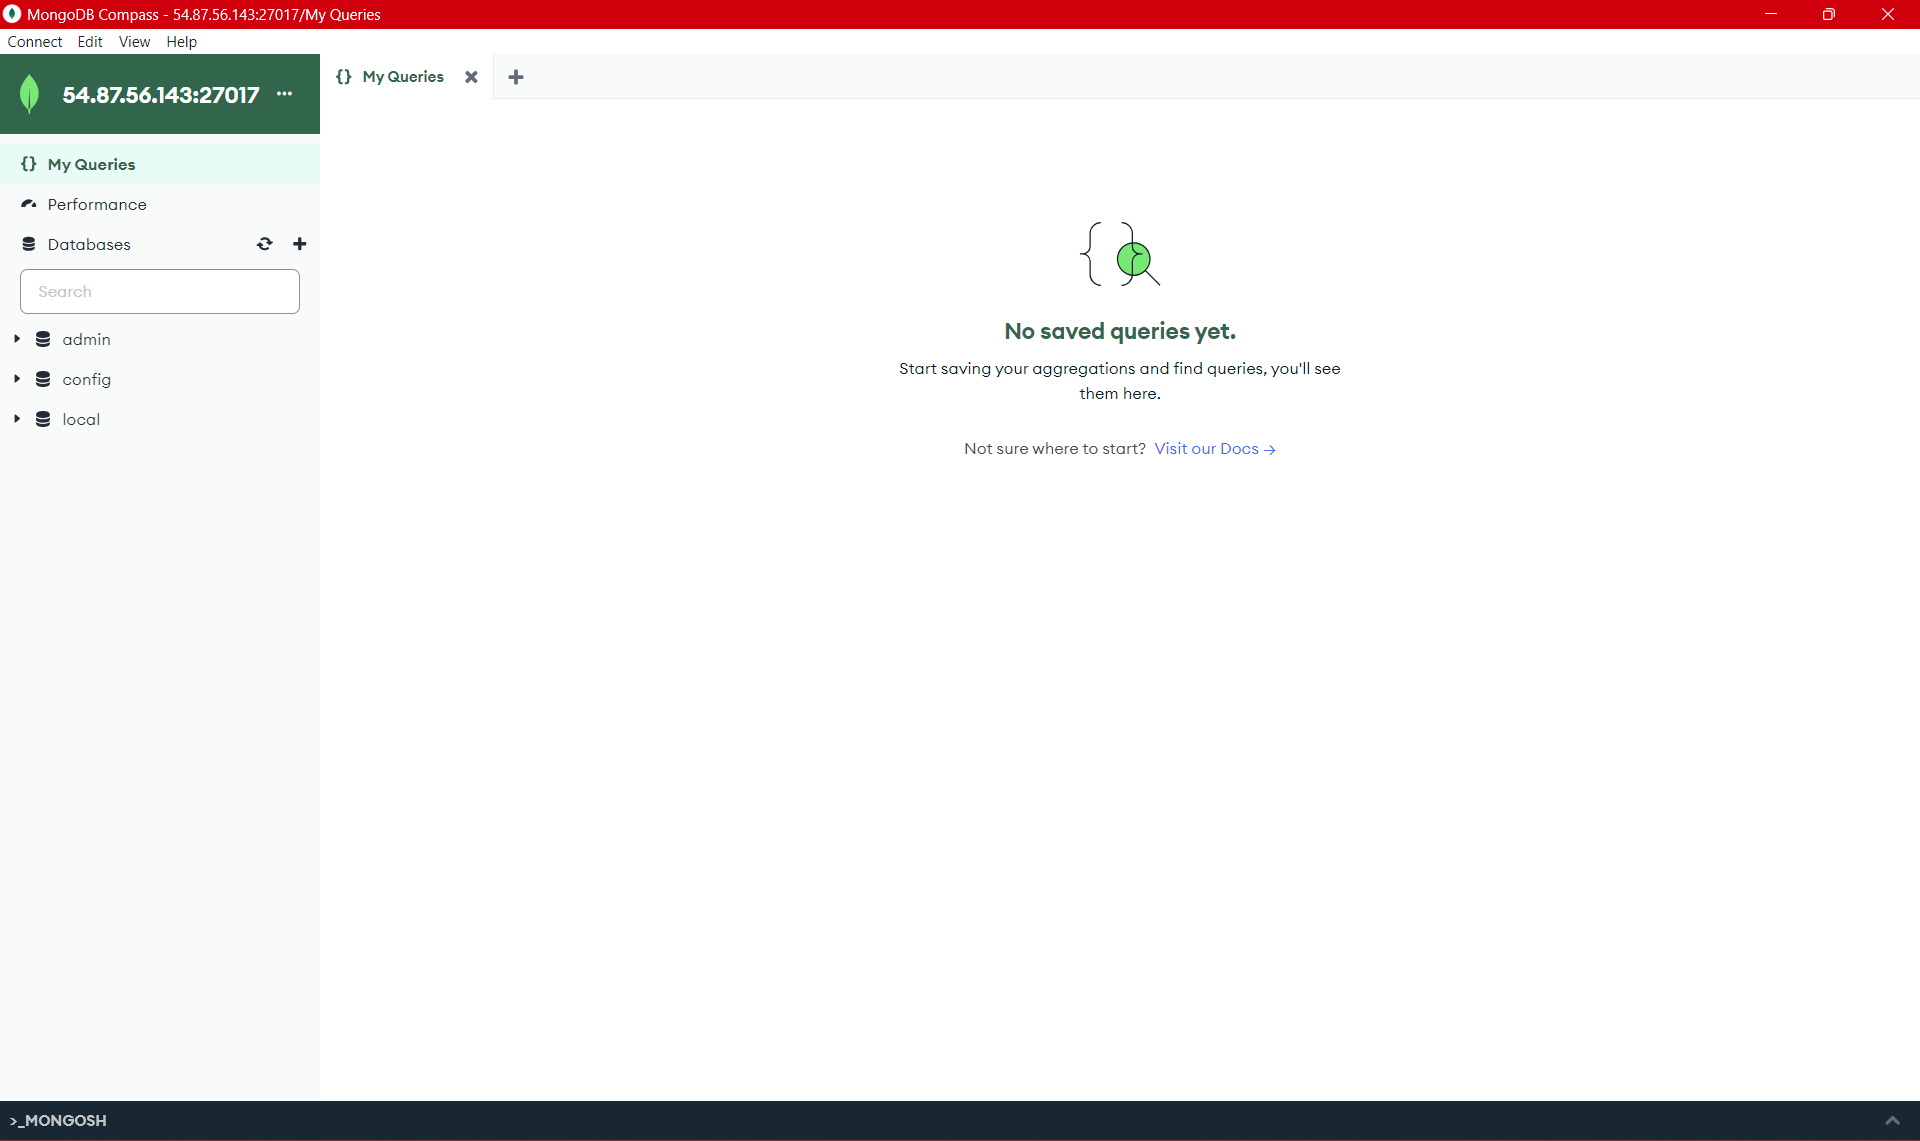 MongoDB Compass - 54.87.56.143:27017/My Queries
Connect Edit View Help
54.87.56.143:27017 ...
{} My Queries
My Queries
{} My Queries
Performance
Databases
Search
admin
config
local
No saved queries yet.
Start saving your aggregations and find queries, you'll see
them here.
Not sure where to start? Visit our Docs →
>_MONGOSH